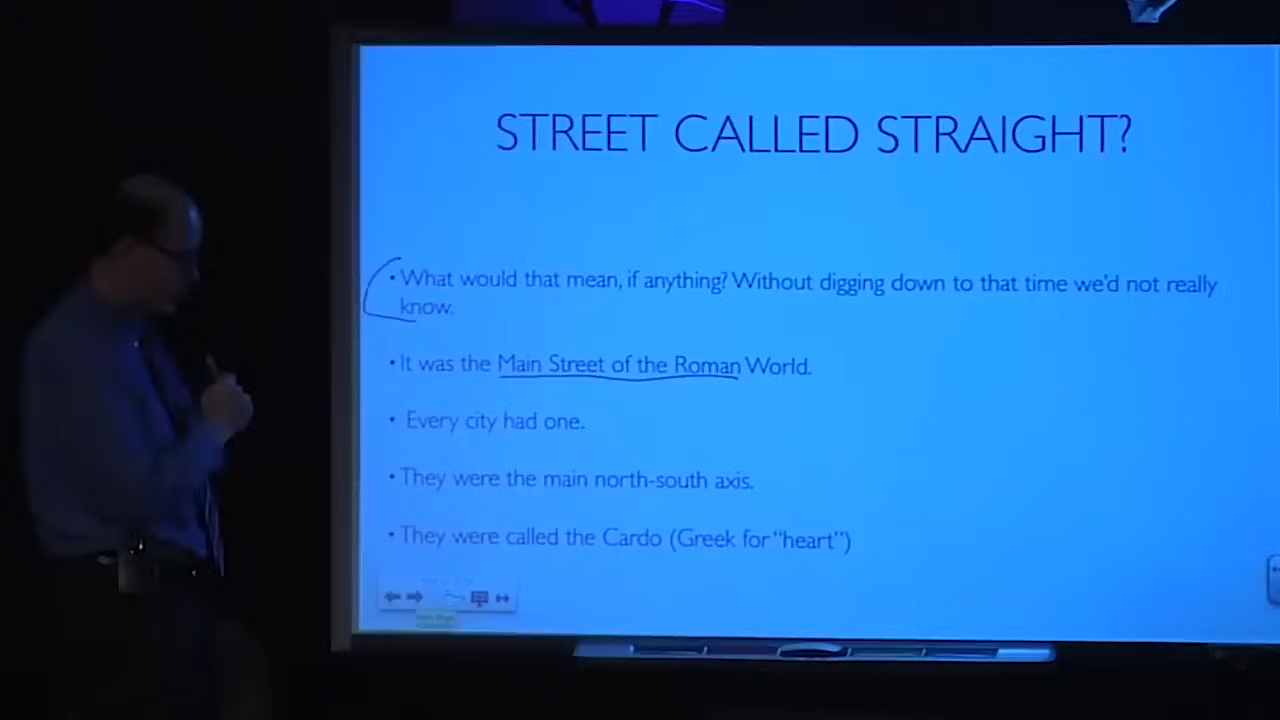 STREET CALLED STRAIGHT?
• What would that mean, if anything? Without digging down to that time we'd not really
know.
• It was the Main Street of the Roman World.
• Every city had one.
• They were the main north-south axis.
• They were called the Cardo (Greek for "heart")